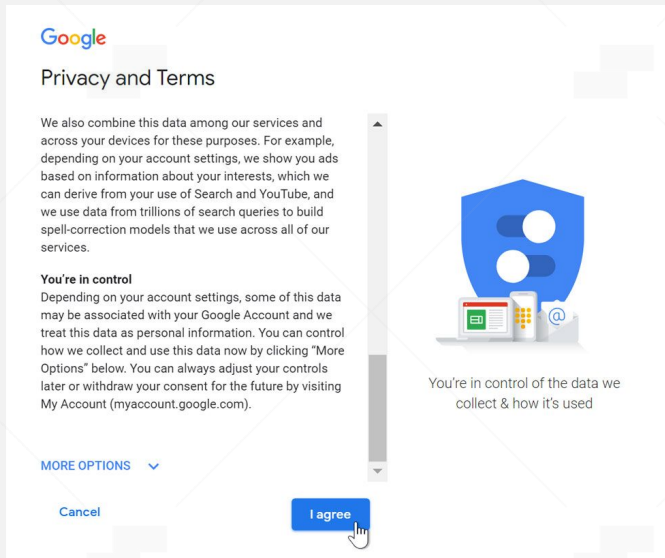 Google
Privacy and Terms
We also combine this data among our services and
across your devices for these purposes. For example,
depending on your account settings, we show you ads
based on information about your interests, which we
can derive from your use of Search and YouTube, and
we use data from trillions of search queries to build
spell-correction models that we use across all of our
services.
You're in control
Depending on your account settings, some of this data
may be associated with your Google Account and we
treat this data as personal information. You can control
how we collect and use this data now by clicking “More
Options” below. You can always adjust your controls
later or withdraw your consent for the future by visiting
My Account (myaccount.google.com).
MORE OPTIONS
Cancel
I agree
@
You're in control of the data we
collect & how it's used